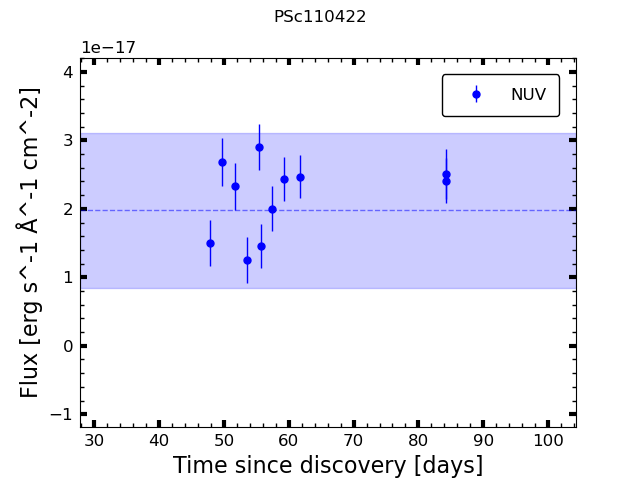 PSc110422
1e−17
NUV
4
3
2
1
0
−1
Flux [erg s^-1 Å^-1 cm^-2]
30 40 50 60 70 80 90 100
Time since discovery [days]